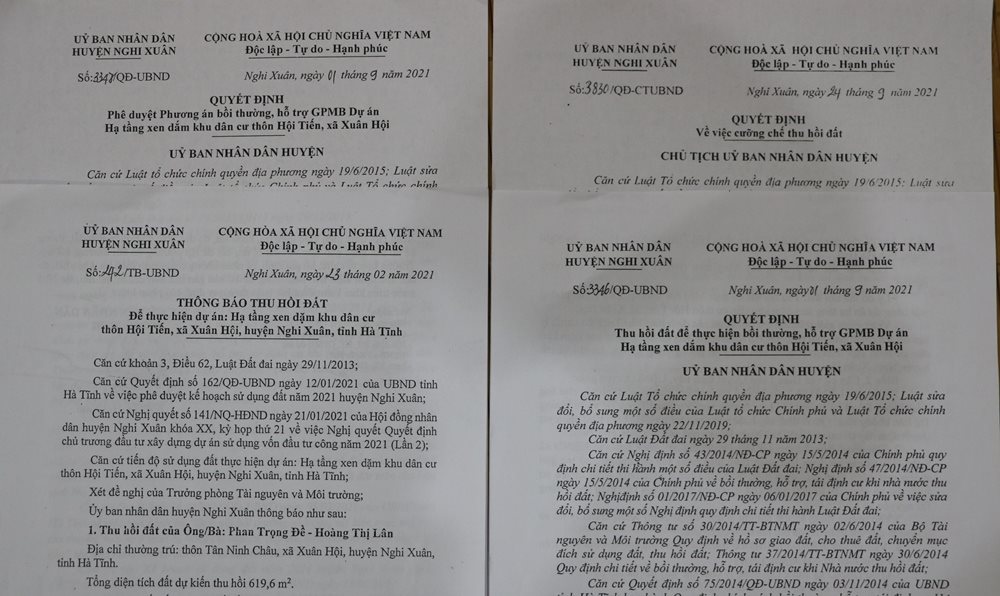 UỶ BAN NHÂN DÂN
HUYỆN NGHI XUÂN
CỘNG HOÀ XÃ HỘI CHỦ NGHĨA VIỆT NAM
Độc lập - Tự do - Hạnh phúc
Số:3347/QĐ-UBND
Nghi Xuân, ngày 01 tháng 9 năm 2021
QUYẾT ĐỊNH
Phê duyệt Phương án bồi thường, hỗ trợ GPMB Dự án
Hạ tầng xen dắm khu dân cư thôn Hội Tiến, xã Xuân Hội
UỶ BAN NHÂN DÂN HUYỆN
Căn cứ Luật tổ chức chính quyền địa phương ngày 19/6/2015; Luật sửa
Chính phủ và Luật Tổ chức chính
UỶ BAN NHÂN DÂN
HUYỆN NGHI XUÂN
CỘNG HOÀ XÃ HỘI CHỦ NGHĨA VIỆT NAM
Độc lập - Tự do - Hạnh phúc
Số:3830/QĐ-CTUBND
Nghi Xuân, ngày 24 tháng 9 năm 2021
QUYẾT ĐỊNH
Về việc cưỡng chế thu hồi đất
CHỦ TỊCH UỶ BAN NHÂN DÂN HUYỆN
Căn cứ Luật Tổ chức chính quyền địa phương ngày 19/6/2015; Luật sửa
UỶ BAN NHÂN DÂN
HUYỆN NGHI XUÂN
CỘNG HÒA XÃ HỘI CHỦ NGHĨA VIỆT NAM
Độc lập - Tự do - Hạnh phúc
Số:242/TB-UBND
Nghi Xuân, ngày 23 tháng 02 năm 2021
THÔNG BÁO THU HỒI ĐẤT
Để thực hiện dự án: Hạ tầng xen dặm khu dân cư
thôn Hội Tiến, xã Xuân Hội, huyện Nghi Xuân, tỉnh Hà Tĩnh
Căn cứ khoản 3, Điều 62, Luật Đất đai ngày 29/11/2013;
Căn cứ Quyết định số 162/QĐ-UBND ngày 12/01/2021 của UBND tỉnh
Hà Tĩnh về việc phê duyệt kế hoạch sử dụng đất năm 2021 huyện Nghi Xuân;
Căn cứ Nghị quyết số 141/NQ-HĐND ngày 21/01/2021 của Hội đồng nhân
dân huyện Nghi Xuân khóa XX, kỳ họp thứ 21 về việc Nghị quyết Quyết định
chủ trương đầu tư xây dựng dự án sử dụng vốn đầu tư công năm 2021 (Lần 2);
Căn cứ tiến độ sử dụng đất thực hiện dự án: Hạ tầng xen dặm khu dân cư
thôn Hội Tiến, xã Xuân Hội, huyện Nghi Xuân, tỉnh Hà Tĩnh;
Xét đề nghị của Trưởng phòng Tài nguyên và Môi trường;
Ủy ban nhân dân huyện Nghi Xuân thông báo như sau:
1. Thu hồi đất của Ông/Bà: Phan Trọng Đề - Hoàng Thị Lân
Địa chỉ thường trú: thôn Tân Ninh Châu, xã Xuân Hội, huyện Nghi Xuân,
tỉnh Hà Tĩnh.
Tổng diện tích đất dự kiến thu hồi 619,6 m².
UỶ BAN NHÂN DÂN
HUYỆN NGHI XUÂN
CỘNG HOÀ XÃ HỘI CHỦ NGHĨA VIỆT NAM
Độc lập - Tự do - Hạnh phúc
Số:3346/QĐ-UBND
Nghi Xuân, ngày 01 tháng 9 năm 2021
QUYẾT ĐỊNH
Thu hồi đất để thực hiện bồi thường, hỗ trợ GPMB Dự án
Hạ tầng xen dắm khu dân cư thôn Hội Tiến, xã Xuân Hội
UỶ BAN NHÂN DÂN HUYỆN
Căn cứ Luật Tổ chức chính quyền địa phương ngày 19/6/2015; Luật sửa
đổi, bổ sung một số điều của Luật tổ chức Chính phủ và Luật Tổ chức chính
quyền địa phương ngày 22/11/2019;
Căn cứ Luật Đất đai ngày 29 tháng 11 năm 2013;
Căn cứ Nghị định số 43/2014/NĐ-CP ngày 15/5/2014 của Chính phủ quy
định chi tiết thi hành một số điều của Luật Đất đai; Nghị định số 47/2014/NĐ-CP
ngày 15/5/2014 của Chính phủ về bồi thường, hỗ trợ, tái định cư khi nhà nước thu
hồi đất; Nghịđịnh số 01/2017/NĐ-CP ngày 06/01/2017 của Chính phủ về việc sửa
đổi, bổ sung một số Nghị định quy định chi tiết thi hành Luật Đất đai;
Căn cứ Thông tư số 30/2014/TT-BTNMT ngày 02/6/2014 của Bộ Tài
nguyên và Môi trường Quy định về hồ sơ giao đất, cho thuê đất, chuyển mục
đích sử dụng đất, thu hồi đất; Thông tư 37/2014/TT-BTNMT ngày 30/6/2014
Quy định chi tiết về bồi thường, hỗ trợ, tái định cư khi Nhà nước thu hồi đất;
Căn cứ Quyết định số 75/2014/QĐ-UBND ngày 03/11/2014 của UBND